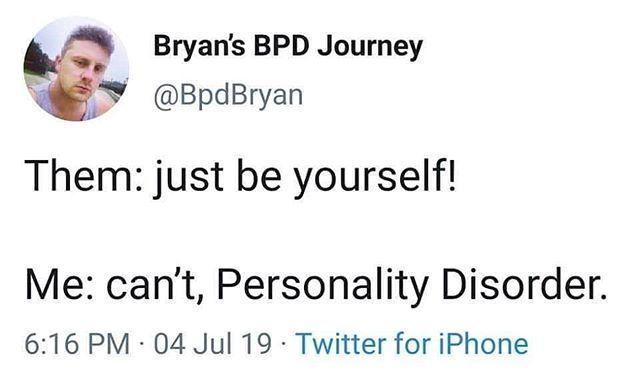 Bryan's BPD Journey
@BpdBryan
Them: just be yourself!
Me: can't, Personality Disorder.
6:16 PM · 04 Jul 19 · Twitter for iPhone